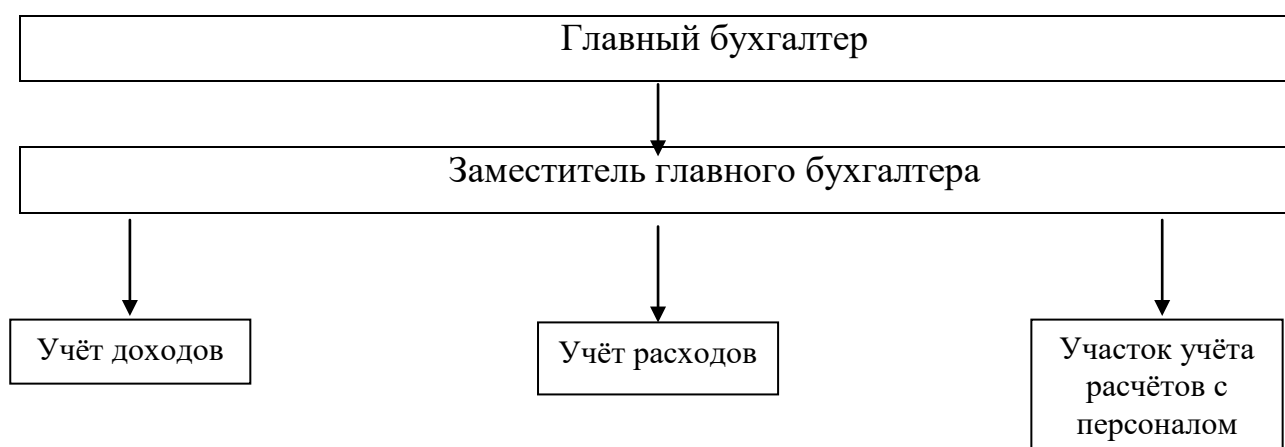 Главный бухгалтер
Заместитель главного бухгалтера
Учёт доходов
Учёт расходов
Участок учёта
расчётов с
персоналом